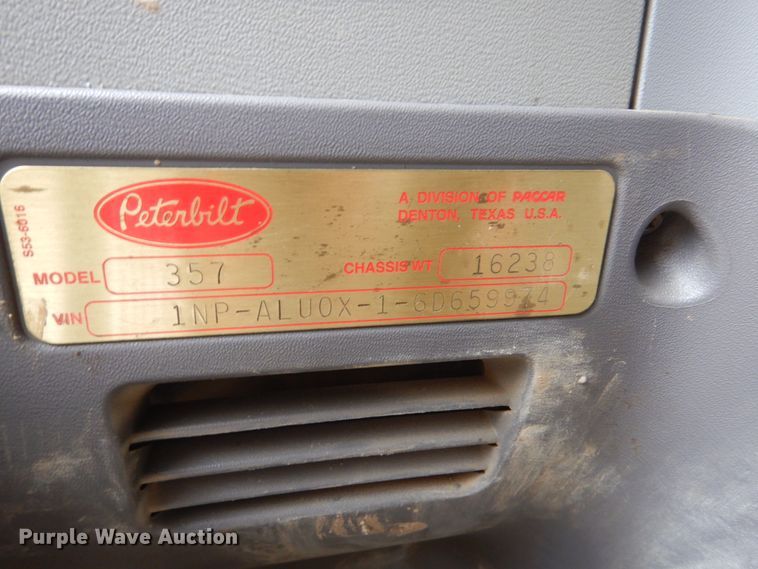 Peterbilt
A DIVISION OF PACCAR
DENTON, TEXAS U.S.A.
S53-6016
MODEL 357 CHASSIS WT 16238
VIN 1NP-ALU0X-1-6D659974
Purple Wave Auction®